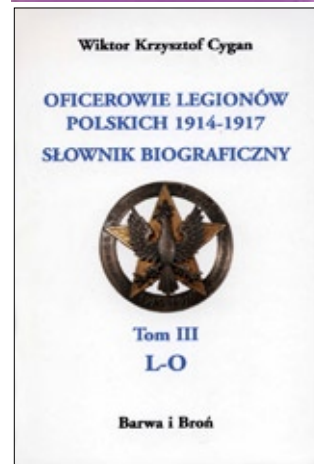 Wiktor Krzysztof Cygan
OFICEROWIE LEGIONÓW
POLSKICH 1914-1917
SŁOWNIK BIOGRAFICZNY
Tom III
L-O
Barwa i Broń